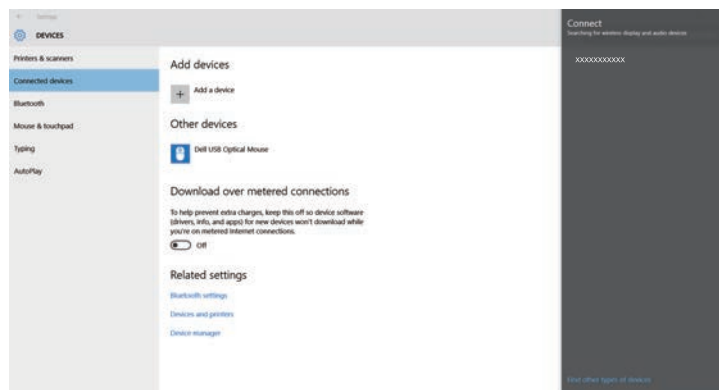 Settings
DEVICES
Printers & scanners
Connected devices
Bluetooth
Mouse & touchpad
Typing
AutoPlay
Add devices
Add a device
Other devices
Dell USB Optical Mouse
Download over metered connections
To help prevent extra charges, keep this off so device software
(drivers, info, and apps) for new devices won't download while
you're on metered Internet connections.
Off
Related settings
Bluetooth settings
Devices and printers
Device manager
Connect
Searching for wireless display and audio devices
XXXXXXXXXXX
Find other types of devices